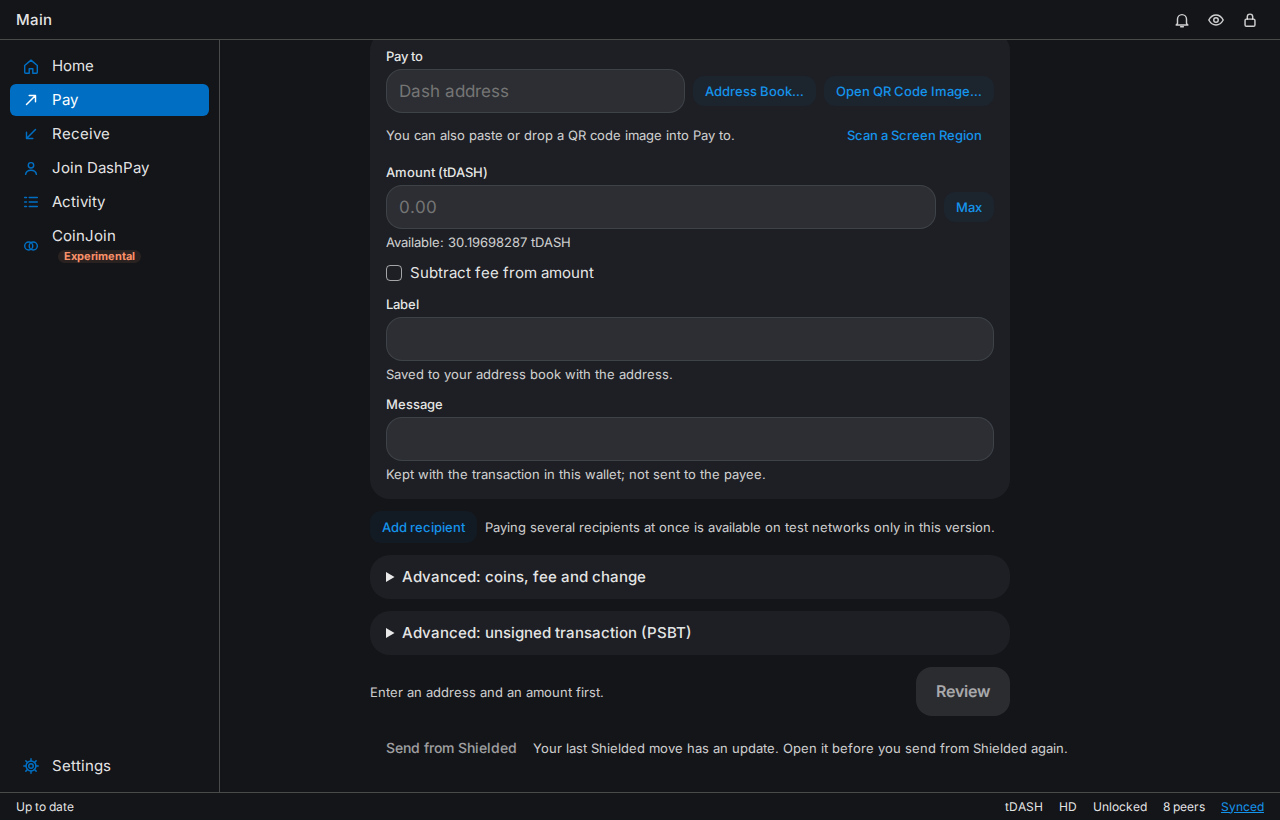 Main
Home
Pay
Receive
Join DashPay
Activity
CoinJoin
Experimental
Settings
Pay to
Dash address
Address Book...
Open QR Code Image...
You can also paste or drop a QR code image into Pay to.
Scan a Screen Region
Amount (tDASH)
0.00
Max
Available: 30.19698287 tDASH
Subtract fee from amount
Label
Saved to your address book with the address.
Message
Kept with the transaction in this wallet; not sent to the payee.
Add recipient
Paying several recipients at once is available on test networks only in this version.
Advanced: coins, fee and change
Advanced: unsigned transaction (PSBT)
Enter an address and an amount first.
Review
Send from Shielded
Your last Shielded move has an update. Open it before you send from Shielded again.
Up to date
tDASH
HD
Unlocked
8 peers
Synced